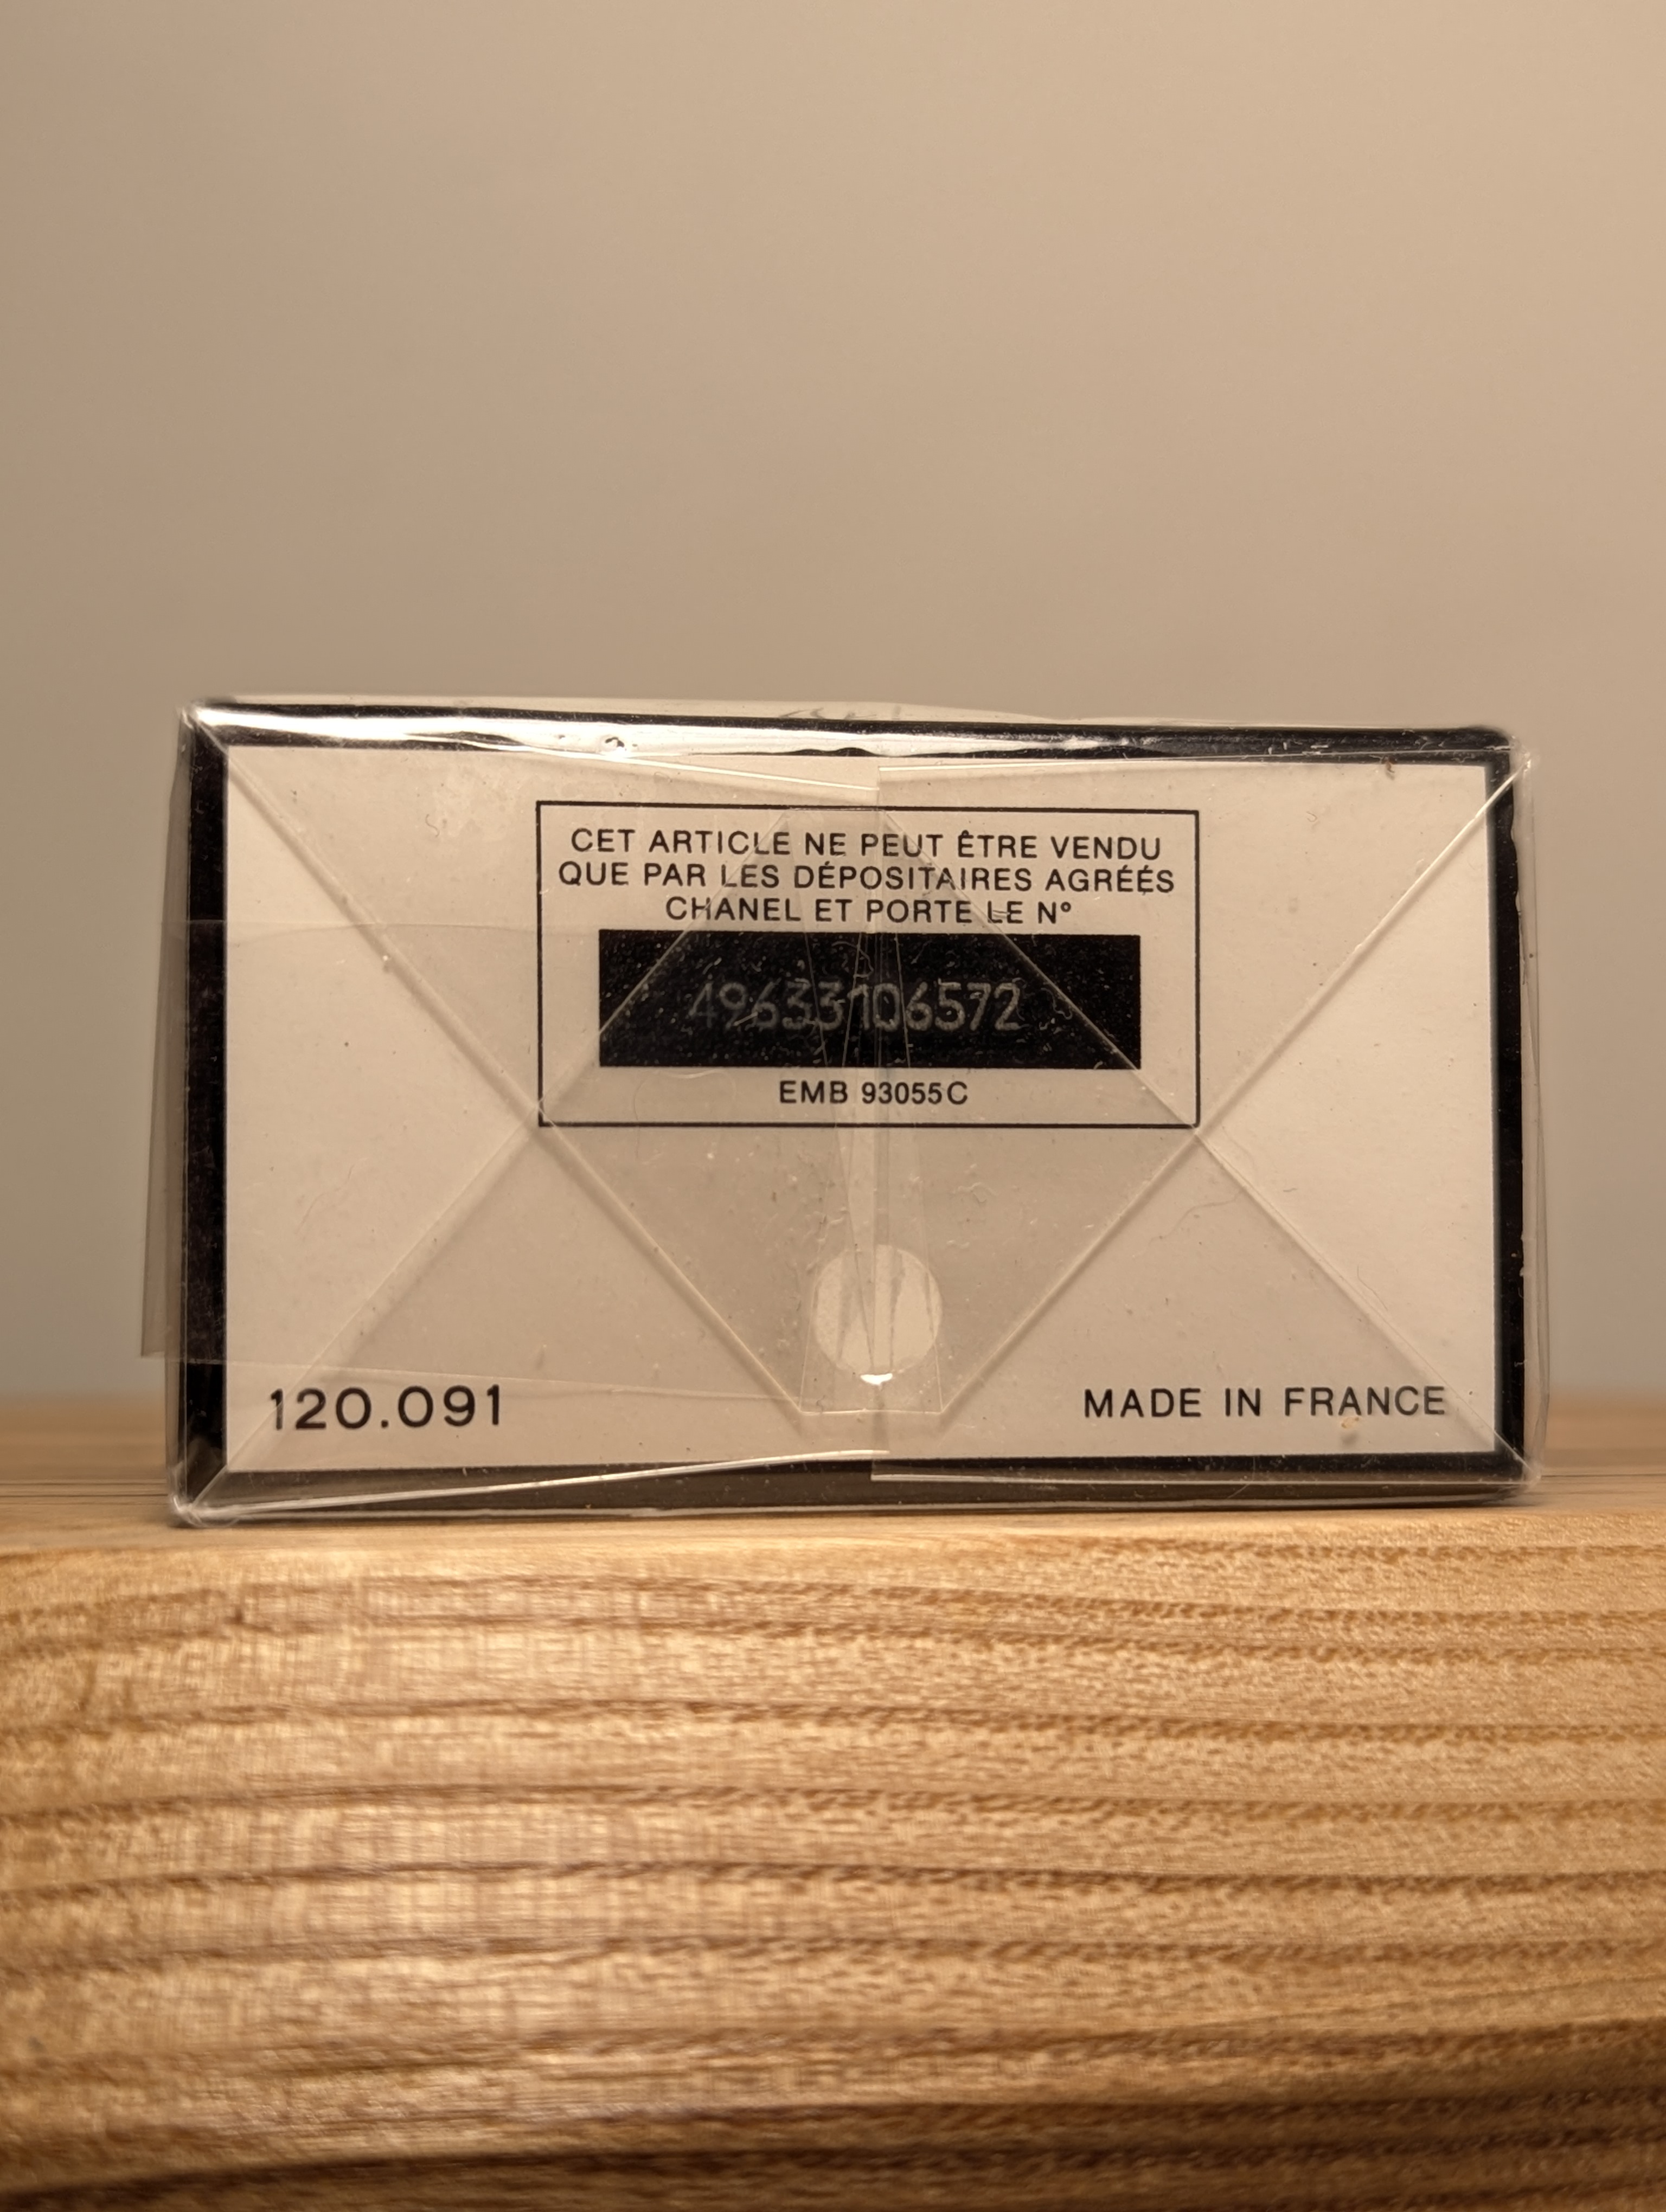 CET ARTICLE NE PEUT ÊTRE VENDU
QUE PAR LES DÉPOSITAIRES AGRÉÉS
CHANEL ET PORTE LE N°
49633106572
EMB 93055C
120.091
MADE IN FRANCE